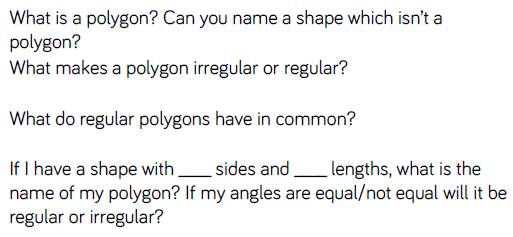 What is a polygon? Can you name a shape which isn't a
polygon?
What makes a polygon irregular or regular?
What do regular polygons have in common?
If I have a shape with ____ sides and ____ lengths, what is the
name of my polygon? If my angles are equal/not equal will it be
regular or irregular?